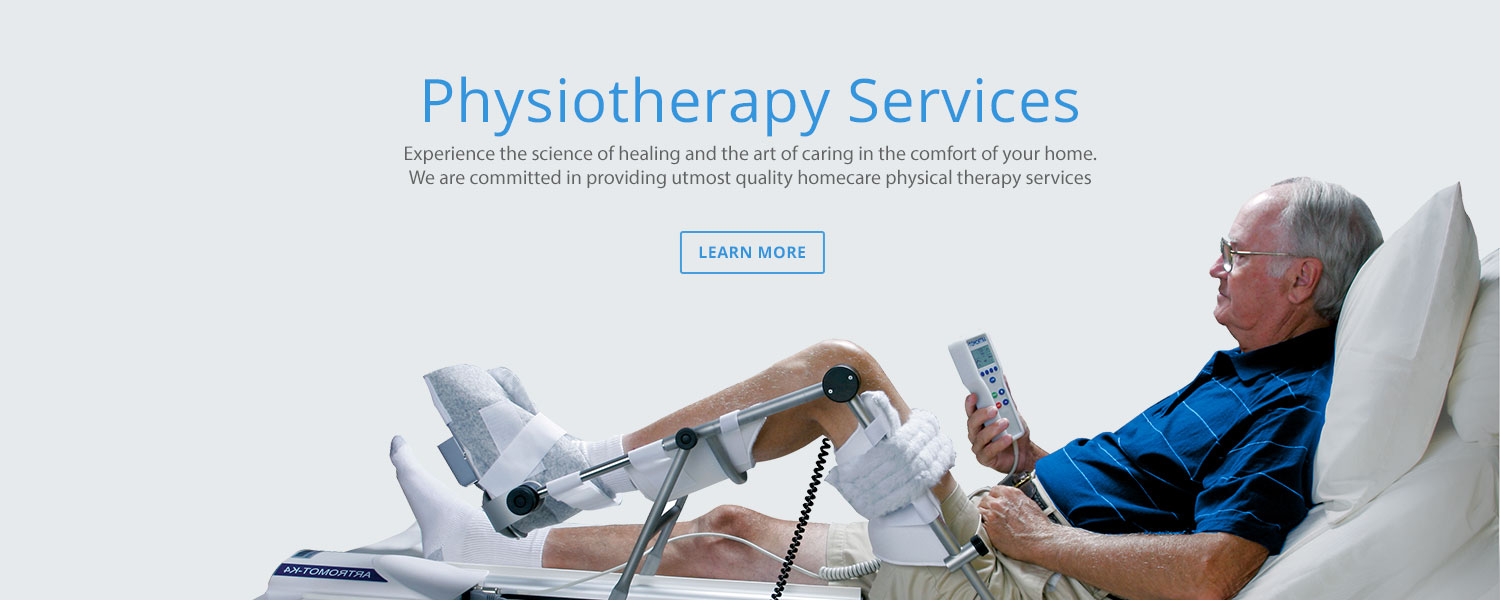 Physiotherapy Services
Experience the science of healing and the art of caring in the comfort of your home.
We are committed in providing utmost quality homecare physical therapy services
LEARN MORE
ARTROMOT-K4